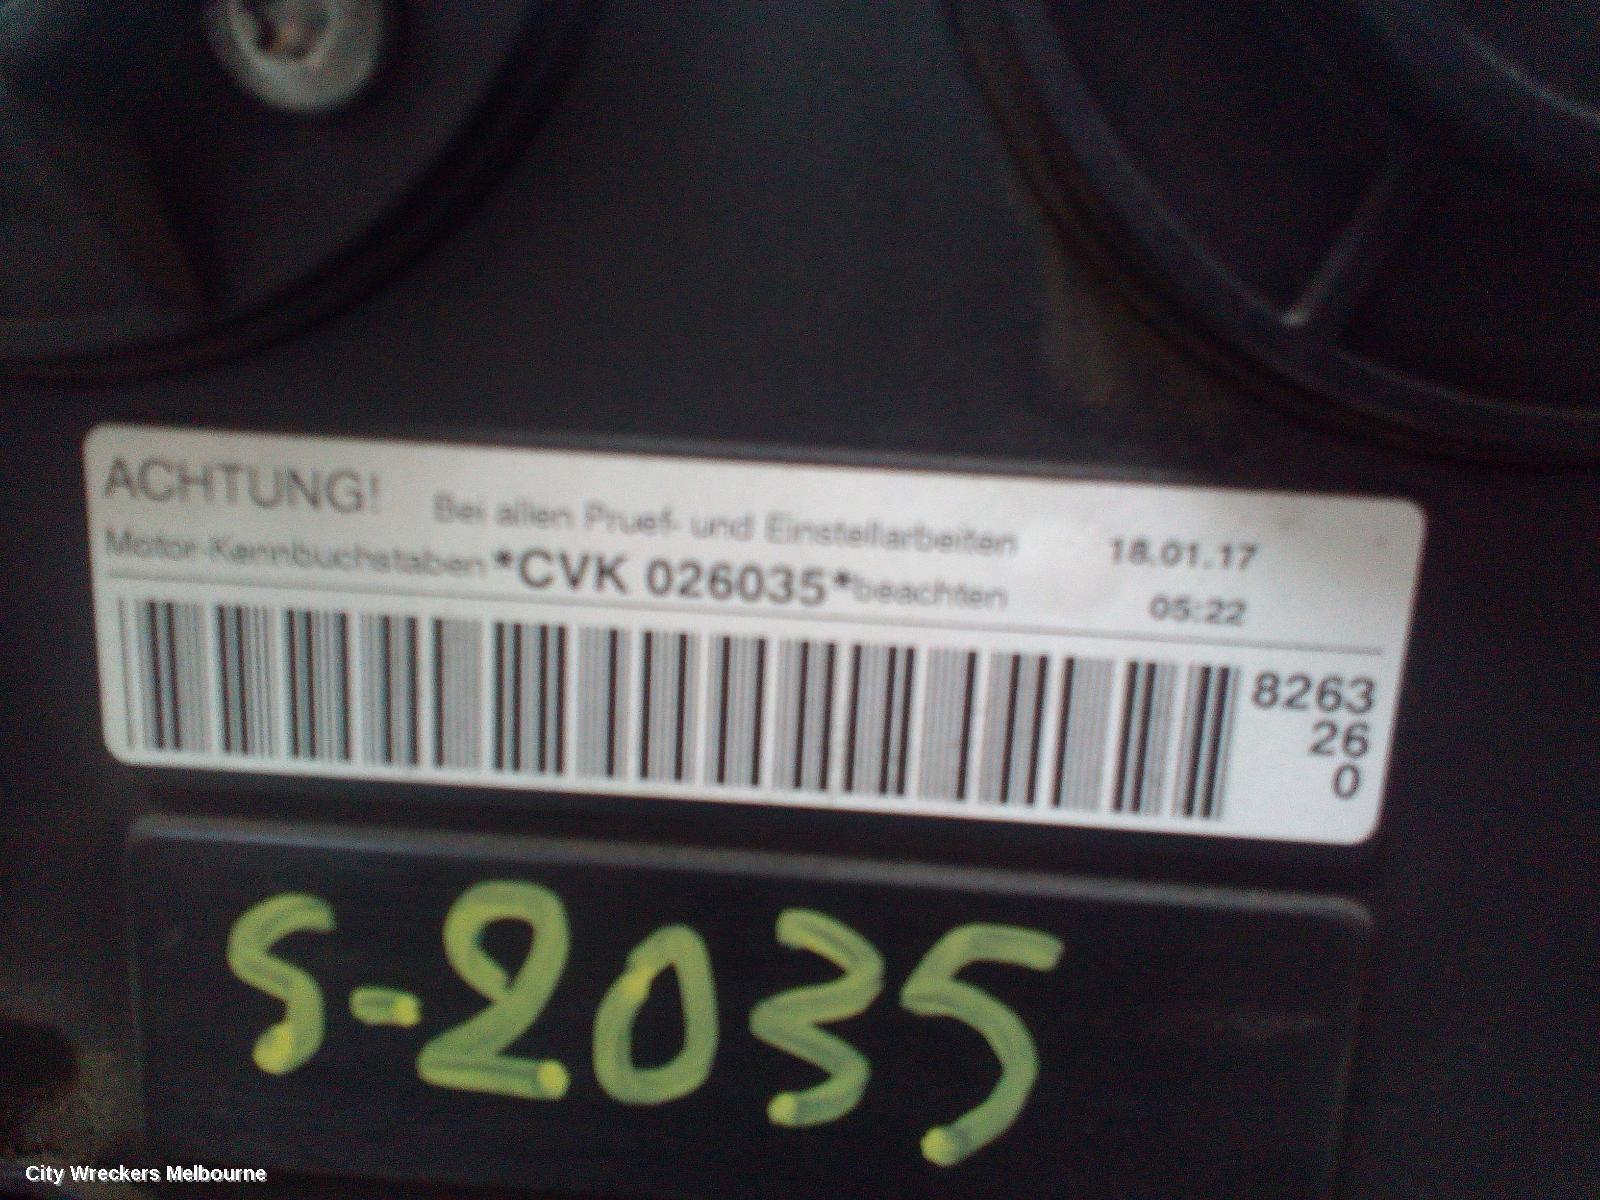 ACHTUNG! Bei allen Pruef- und Einstellarbeiten 18.01.17
Motor-Kennbuchstaben *CVK 026035* beachten 05:22
8263
26
0
S-2035
City Wreckers Melbourne